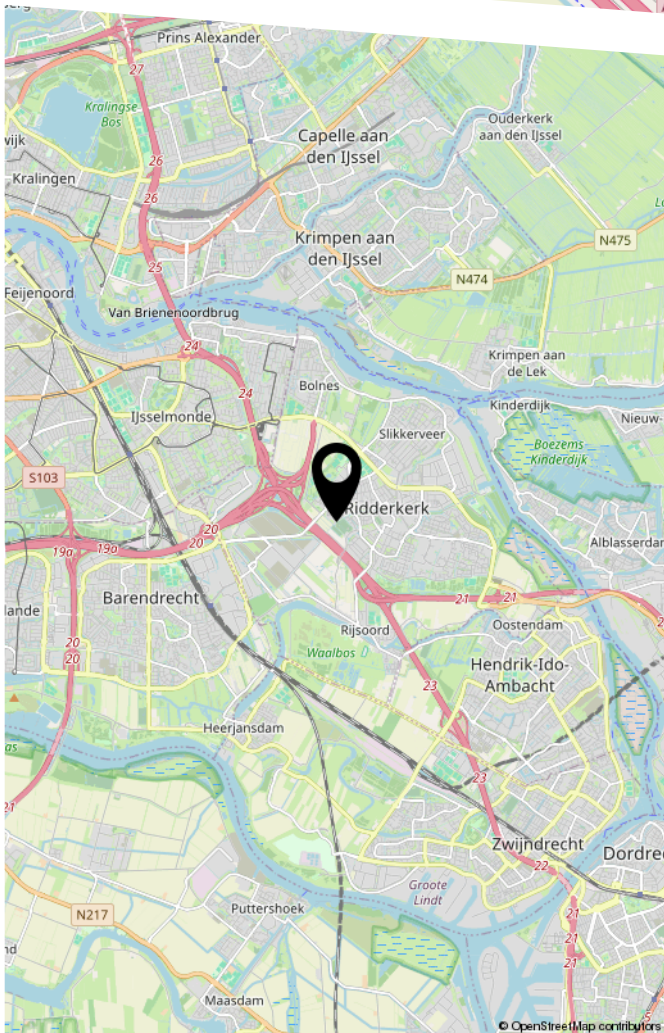 Prins Alexander
27
Kralingse
Bos
wijk
Ouderkerk
aan den IJssel
Capelle aan
den IJssel
26
Kralingen
26
N475
Krimpen aan
den IJssel
25
N474
Feijenoord
Van Brienenoordbrug
24
Krimpen aan
de Lek
24
Bolnes
Kinderdijk
IJsselmonde
Nieuw-
Slikkerveer
Boezems
Kinderdijk
S103
Ridderkerk
20
20
Alblasserdam
19a
19a
Barendrecht
21
21
lande
Oostendam
Rijsoord
20
20
Waalbos
Hendrik-Ido-
Ambacht
23
Heerjansdam
23
21
Zwijndrecht
22
Dordrec
Groote
Lindt
Puttershoek
N217
21
21
21
Maasdam
© OpenStreetMap contributors